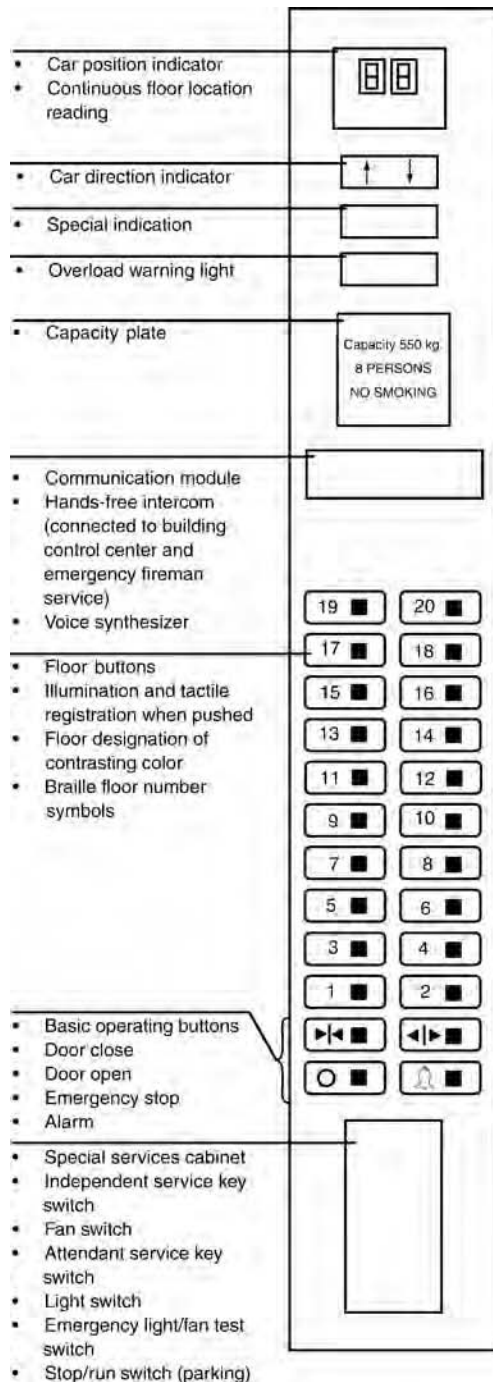 • Car position indicator
• Continuous floor location
reading
88
• Car direction indicator
↑ ↓
• Special indication
• Overload warning light
• Capacity plate
Capacity 550 kg.
8 PERSONS
NO SMOKING
• Communication module
• Hands-free intercom
(connected to building
control center and
emergency fireman
service)
• Voice synthesizer
19 20
17 18
15 16
13 14
11 12
9 10
7 8
5 6
3 4
1 2
• Floor buttons
• Illumination and tactile
registration when pushed
• Floor designation of
contrasting color
• Braille floor number
symbols
• Basic operating buttons
• Door close
• Door open
• Emergency stop
• Alarm
• Special services cabinet
• Independent service key
switch
• Fan switch
• Attendant service key
switch
• Light switch
• Emergency light/fan test
switch
• Stop/run switch (parking)